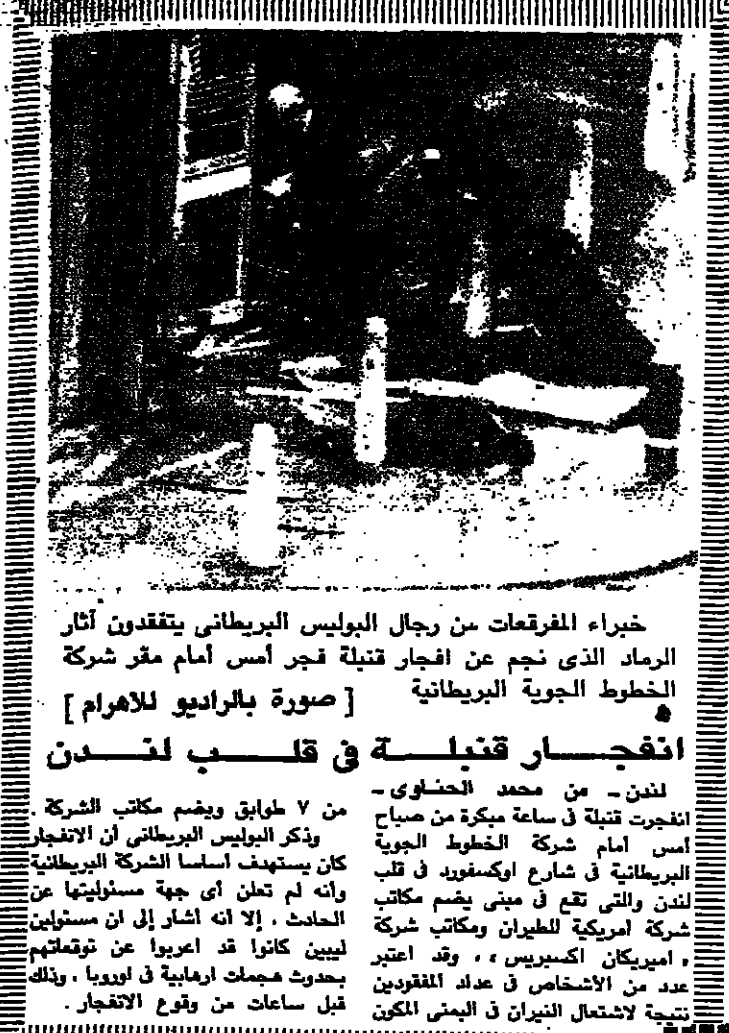 خبراء المفرقعات من رجال البوليس البريطانى يتفقدون آثار
الرماد الذى نجم عن افجار قنبلة فجر أمس أمام مقر شركة
الخطوط الجوية البريطانية
[ صورة بالراديو للاهرام ]
انفجار قنبلة فى قلب لندن
لندن ـ من محمد الحناوى ـ
انفجرت قنبلة فى ساعة مبكرة من صباح
أمس أمام شركة الخطوط الجوية
البريطانية فى شارع اوكسفورد فى قلب
لندن والتى تقع فى مبنى يضم مكاتب
شركة امريكية للطيران ومكاتب شركة
« اميريكان اكسبريس » ، وقد اعتبر
عدد من الأشخاص فى عداد المفقودين
نتيجة لاشتعال النيران فى اليمنى المكون
من ٧ طوابق ويضم مكاتب الشركة .
وذكر البوليس البريطانى أن الانفجار
كان يستهدف أساسا الشركة البريطانية
وأنه لم تعلن أى جهة مسئوليتها عن
الحادث . إلا أنه أشار إلى ان مسئولين
ليبين كانوا قد اعربوا عن توقعاتهم
بحدوث هجمات ارهابية فى اوروبا . وذلك
قبل ساعات من وقوع الانفجار .